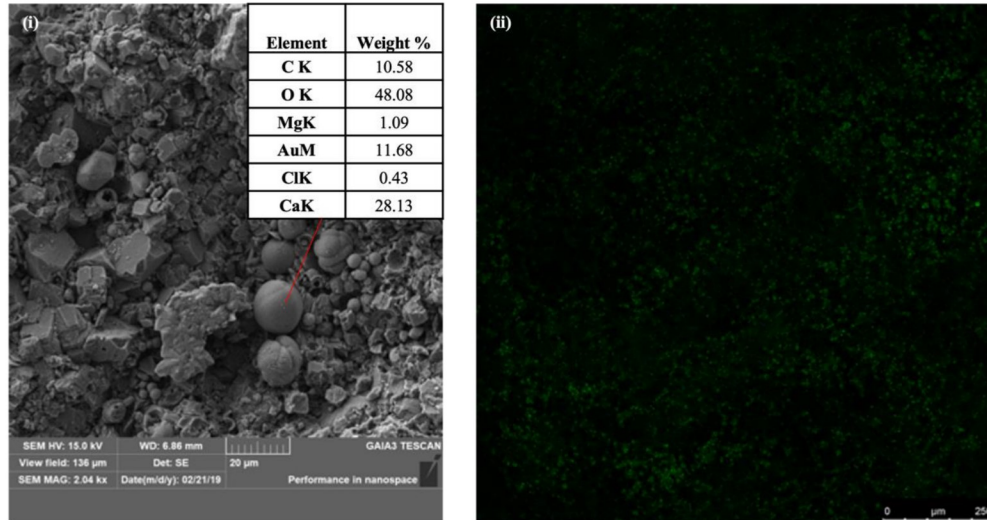 (i)
Element Weight %
C K 10.58
O K 48.08
MgK 1.09
AuM 11.68
ClK 0.43
CaK 28.13
SEM HV: 15.0 kV WD: 6.86 mm GAIA3 TESCAN
View field: 136 µm Det: SE 20 µm
SEM MAG: 2.04 kx Date(m/d/y): 02/21/19 Performance in nanospace
(ii)
0 µm 250